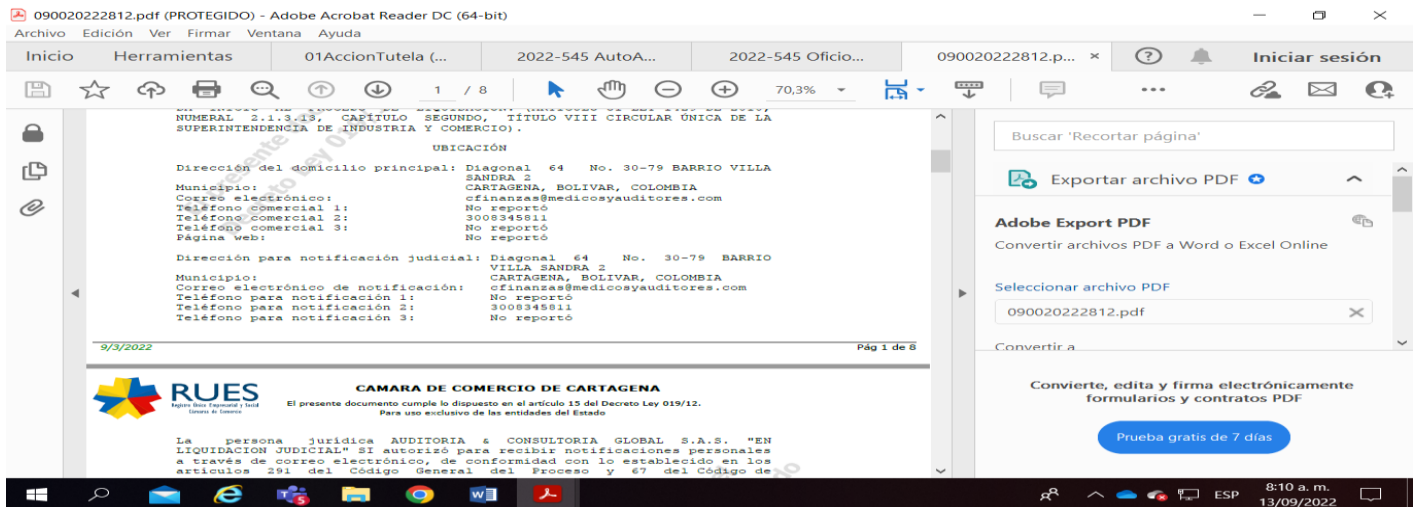 090020222812.pdf (PROTEGIDO) - Adobe Acrobat Reader DC (64-bit)
Archivo Edición Ver Firmar Ventana Ayuda
Inicio Herramientas 01AccionTutela (... 2022-545 AutoA... 2022-545 Oficio... 090020222812.p... × Iniciar sesión
1 / 8 70,3%
NUMERAL 2.1.3.13, CAPÍTULO SEGUNDO, TÍTULO VIII CIRCULAR ÚNICA DE LA
SUPERINTENDENCIA DE INDUSTRIA Y COMERCIO).
UBICACIÓN
Dirección del domicilio principal: Diagonal 64 No. 30-79 BARRIO VILLA
SANDRA 2
Municipio: CARTAGENA, BOLIVAR, COLOMBIA
Correo electrónico: cfinanzas@medicosyauditores.com
Teléfono comercial 1: No reportó
Teléfono comercial 2: 3008345811
Teléfono comercial 3: No reportó
Página web: No reportó
Dirección para notificación judicial: Diagonal 64 No. 30-79 BARRIO
VILLA SANDRA 2
Municipio: CARTAGENA, BOLIVAR, COLOMBIA
Correo electrónico de notificación: cfinanzas@medicosyauditores.com
Teléfono para notificación 1: No reportó
Teléfono para notificación 2: 3008345811
Teléfono para notificación 3: No reportó
9/3/2022 Pág 1 de 8
RUES
Registro Único Empresarial y Social
Cámaras de Comercio
CAMARA DE COMERCIO DE CARTAGENA
El presente documento cumple lo dispuesto en el artículo 15 del Decreto Ley 019/12.
Para uso exclusivo de las entidades del Estado
La persona jurídica AUDITORIA & CONSULTORIA GLOBAL S.A.S. "EN
LIQUIDACION JUDICIAL" SI autorizó para recibir notificaciones personales
a través de correo electrónico, de conformidad con lo establecido en los
artículos 291 del Código General del Proceso y 67 del Código de
Buscar 'Recortar página'
Exportar archivo PDF
Adobe Export PDF
Convertir archivos PDF a Word o Excel Online
Seleccionar archivo PDF
090020222812.pdf
Convertir a
Convierte, edita y firma electrónicamente
formularios y contratos PDF
Prueba gratis de 7 días
ESP
8:10 a. m.
13/09/2022